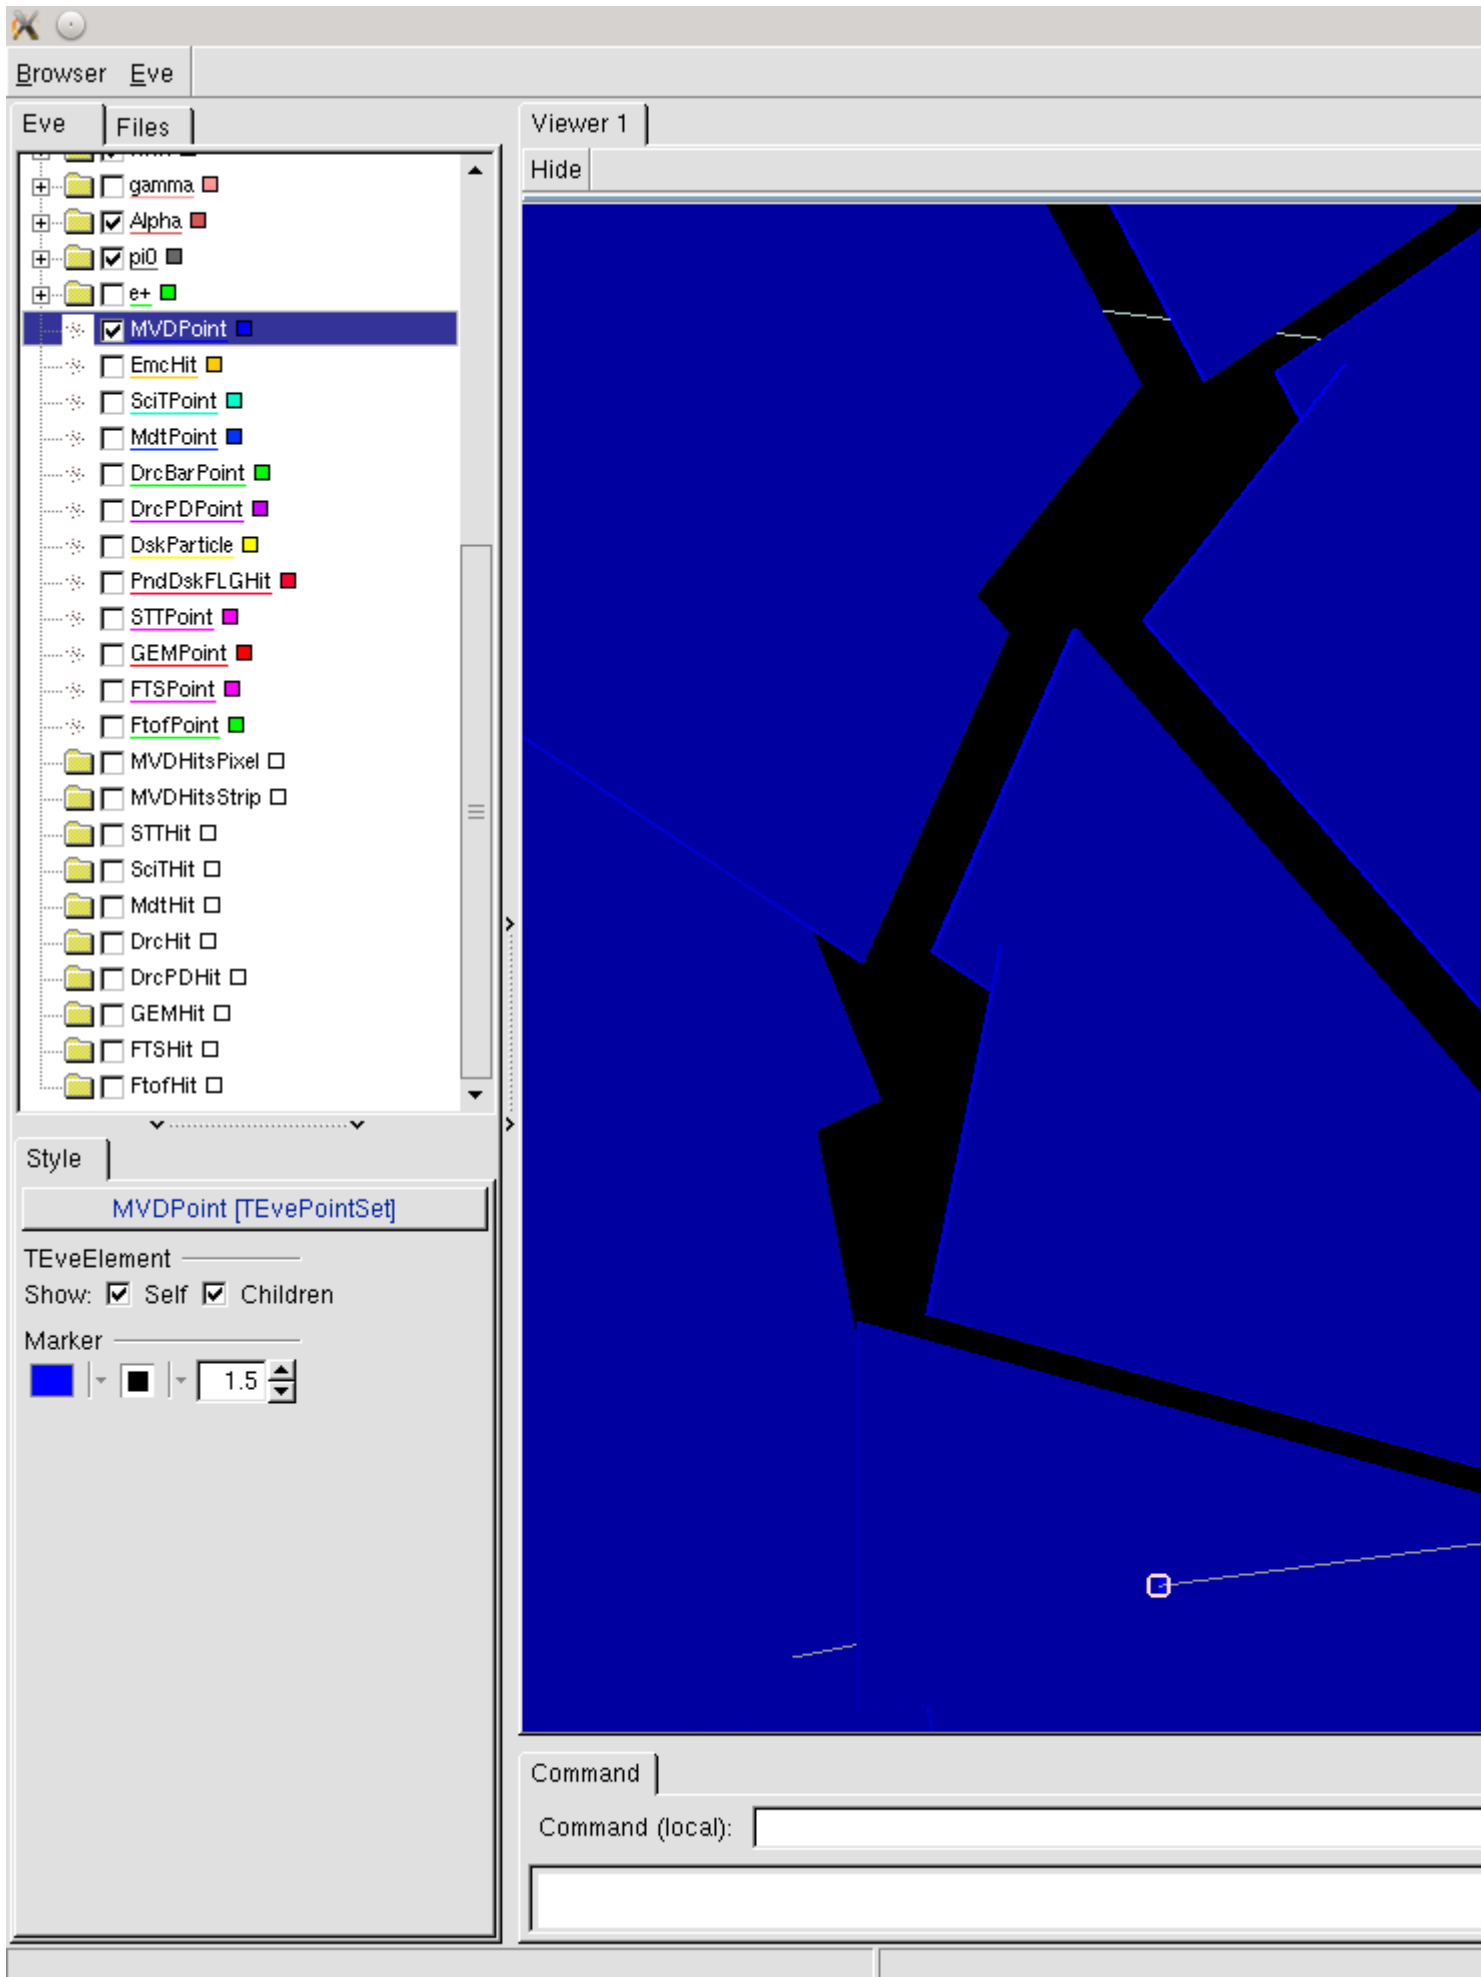 Browser Eve
Eve Files
gamma
Alpha
pi0
e+
MVDPoint
EmcHit
SciTPoint
MdtPoint
DrcBarPoint
DrcPDPoint
DskParticle
PndDskFLGHit
STTPoint
GEMPoint
FTSPoint
FtofPoint
MVDHitsPixel
MVDHitsStrip
STTHit
SciTHit
MdtHit
DrcHit
DrcPDHit
GEMHit
FTSHit
FtofHit
Style
MVDPoint [TEvePointSet]
TEveElement
Show: Self Children
Marker
1.5
Viewer 1
Hide
Command
Command (local):